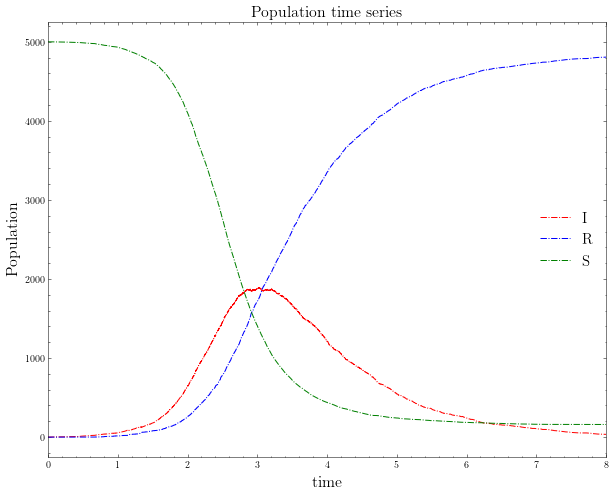 Population time series
5000
4000
3000
2000
1000
0
Population
I
R
S
0 1 2 3 4 5 6 7 8
time